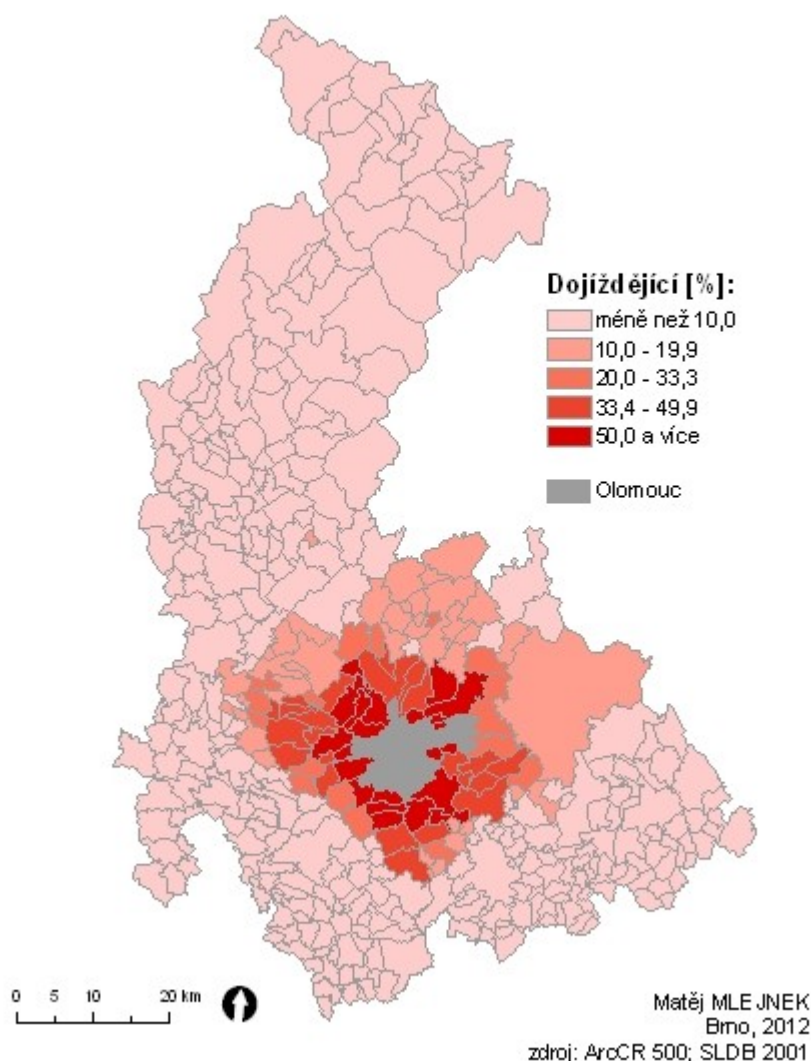 Dojíždějící [%]:
méně než 10,0
10,0 - 19,9
20,0 - 33,3
33,4 - 49,9
50,0 a více
Olomouc
0 5 10 20 km
Matěj MLEJNEK
Brno, 2012
zdroj: ArcCR 500; SLDB 2001